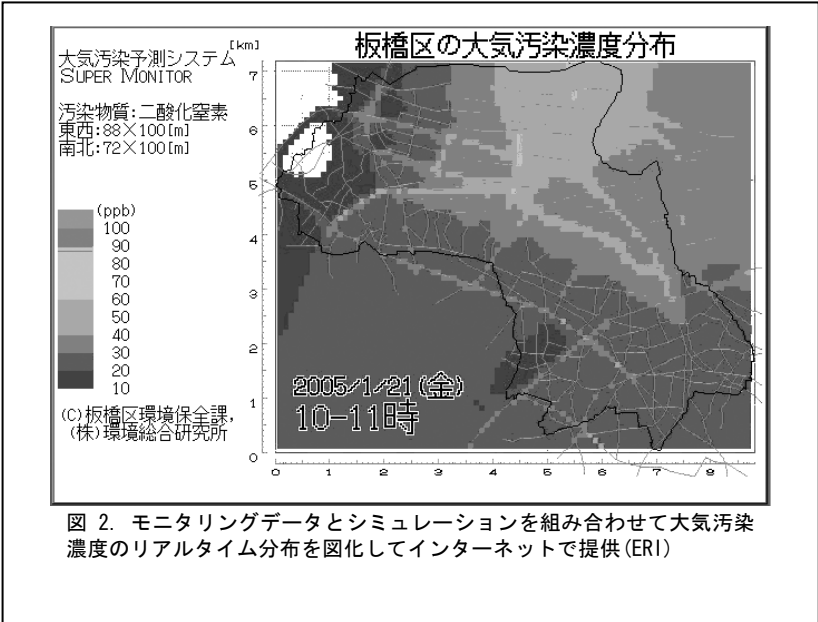 板橋区の大気汚染濃度分布
大気汚染予測システム
SUPER MONITOR
汚染物質:二酸化窒素
東西:88×100[m]
南北:72×100[m]
(ppb)
100
90
80
70
60
50
40
30
20
10
(C)板橋区環境保全課,
(株)環境総合研究所
[km]
7
6
5
4
3
2
1
0
0 1 2 3 4 5 6 7 8
2005/1/21(金)
10-11時
図 2. モニタリングデータとシミュレーションを組み合わせて大気汚染
濃度のリアルタイム分布を図化してインターネットで提供(ERI)